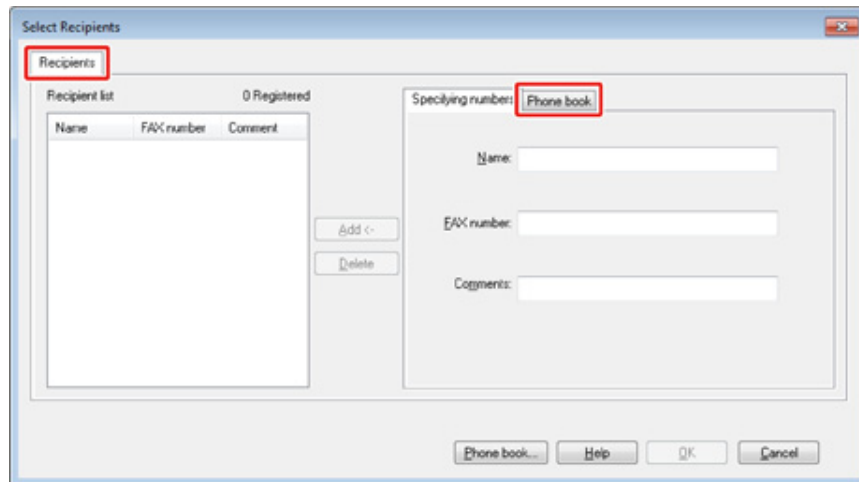 Select Recipients
Recipients
Recipient list 0 Registered
Specifying numbers Phone book
Name FAX number Comment
Name:
FAX number:
Comments:
Add <-
Delete
Phone book... Help OK Cancel